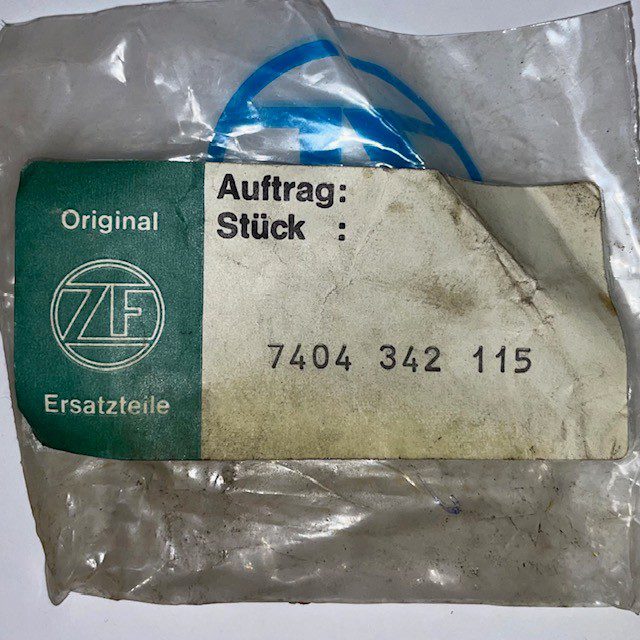 Original
ZF
Ersatzteile
Auftrag:
Stück :
7404 342 115